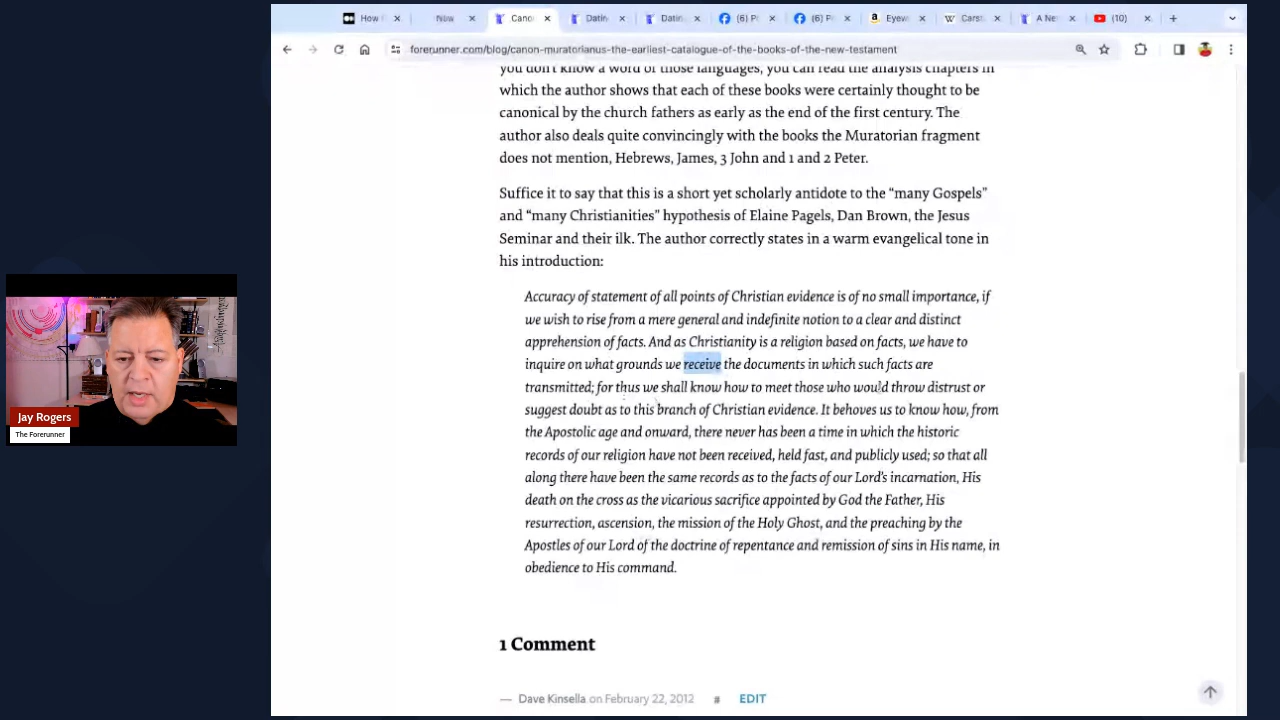 How
Now
Cano
Datin
Datin
(6) P
(6) P
Eyew
Carst
A Ne
(10)
forerunner.com/blog/canon-muratorianus-the-earliest-catalogue-of-the-books-of-the-new-testament
you don't know a word of those languages, you can read the analysis chapters in
which the author shows that each of these books were certainly thought to be
canonical by the church fathers as early as the end of the first century. The
author also deals quite convincingly with the books the Muratorian fragment
does not mention, Hebrews, James, 3 John and 1 and 2 Peter.
Suffice it to say that this is a short yet scholarly antidote to the “many Gospels”
and “many Christianities” hypothesis of Elaine Pagels, Dan Brown, the Jesus
Seminar and their ilk. The author correctly states in a warm evangelical tone in
his introduction:
Accuracy of statement of all points of Christian evidence is of no small importance, if
we wish to rise from a mere general and indefinite notion to a clear and distinct
apprehension of facts. And as Christianity is a religion based on facts, we have to
inquire on what grounds we receive the documents in which such facts are
transmitted; for thus we shall know how to meet those who would throw distrust or
suggest doubt as to this branch of Christian evidence. It behoves us to know how, from
the Apostolic age and onward, there never has been a time in which the historic
records of our religion have not been received, held fast, and publicly used; so that all
along there have been the same records as to the facts of our Lord's incarnation, His
death on the cross as the vicarious sacrifice appointed by God the Father, His
resurrection, ascension, the mission of the Holy Ghost, and the preaching by the
Apostles of our Lord of the doctrine of repentance and remission of sins in His name, in
obedience to His command.
1 Comment
— Dave Kinsella on February 22, 2012 # EDIT
Jay Rogers
The Forerunner